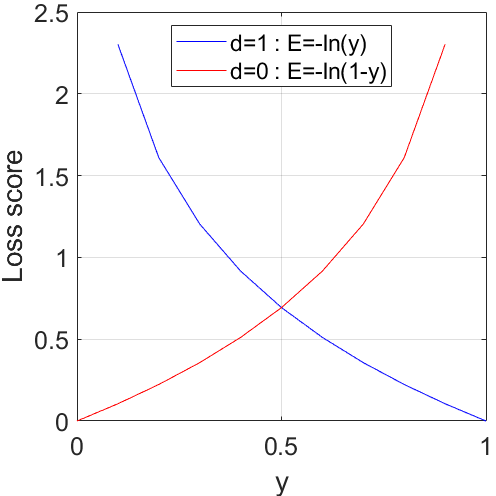 d=1 : E=-ln(y)
d=0 : E=-ln(1-y)
2.5
2
1.5
1
0.5
0
Loss score
0
0.5
1
y